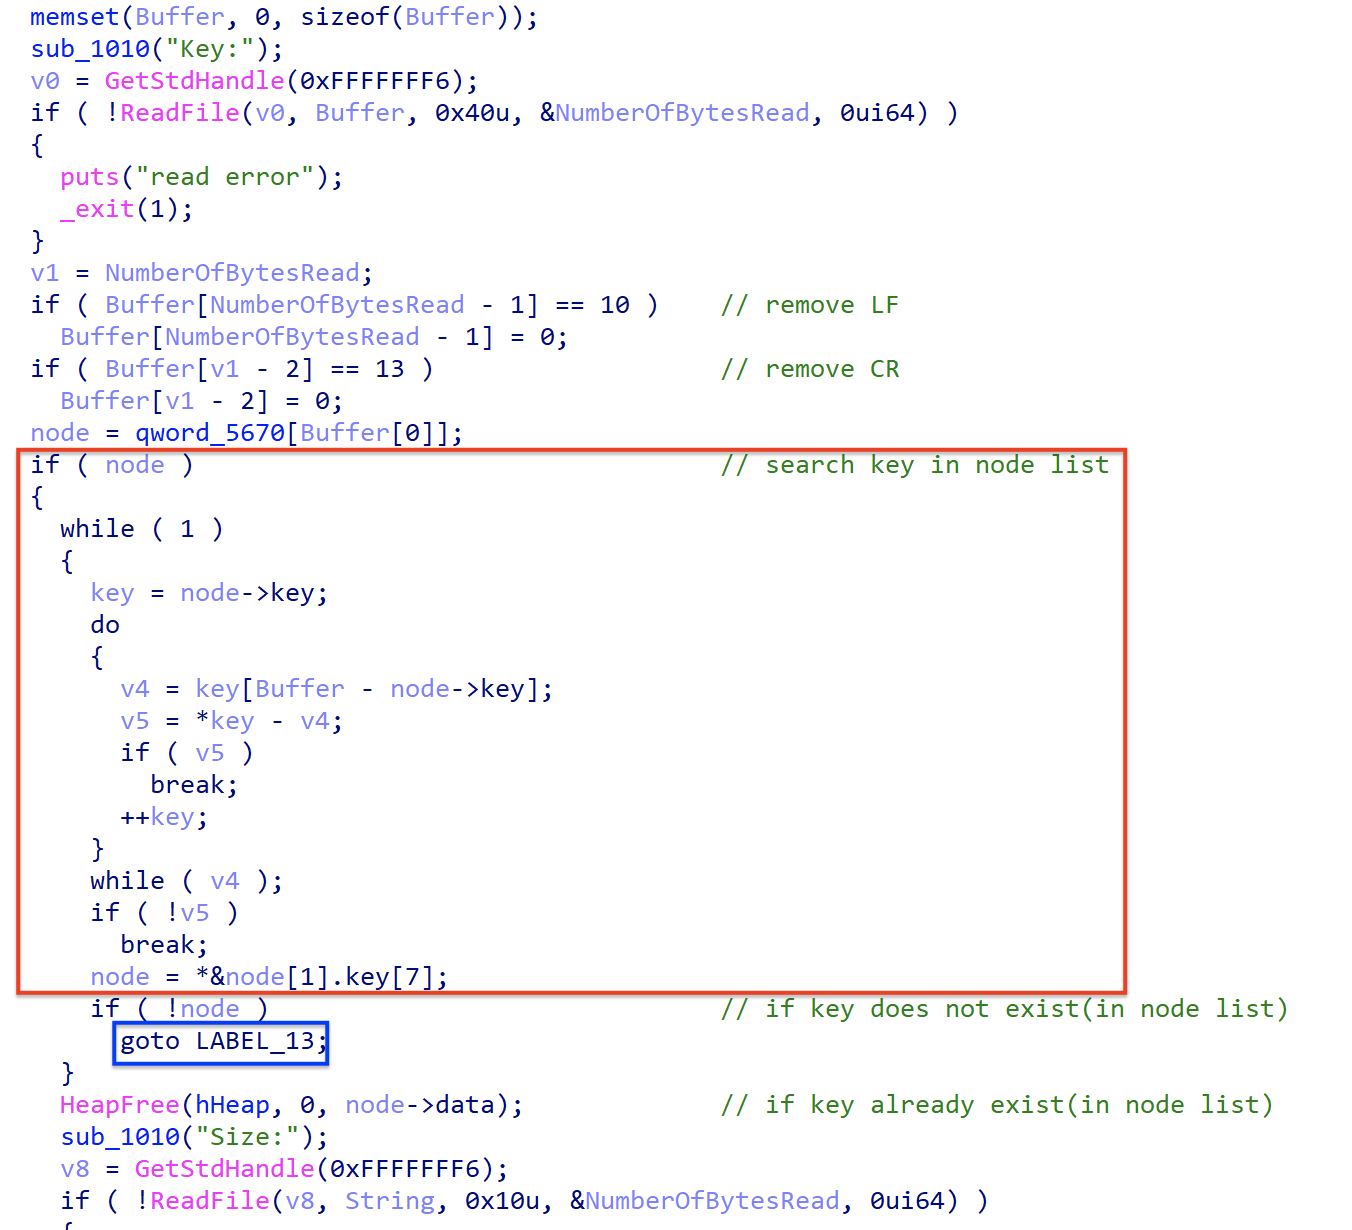 memset(Buffer, 0, sizeof(Buffer));
sub_1010("Key:");
v0 = GetStdHandle(0xFFFFFFF6);
if ( !ReadFile(v0, Buffer, 0x40u, &NumberOfBytesRead, 0ui64) )
{
puts("read error");
_exit(1);
}
v1 = NumberOfBytesRead;
if ( Buffer[NumberOfBytesRead - 1] == 10 ) // remove LF
Buffer[NumberOfBytesRead - 1] = 0;
if ( Buffer[v1 - 2] == 13 ) // remove CR
Buffer[v1 - 2] = 0;
node = qword_5670[Buffer[0]];
if ( node ) // search key in node list
{
while ( 1 )
{
key = node->key;
do
{
v4 = key[Buffer - node->key];
v5 = *key - v4;
if ( v5 )
break;
++key;
}
while ( v4 );
if ( !v5 )
break;
node = *&node[1].key[7];
if ( !node ) // if key does not exist(in node list)
goto LABEL_13;
}
HeapFree(hHeap, 0, node->data); // if key already exist(in node list)
sub_1010("Size:");
v8 = GetStdHandle(0xFFFFFFF6);
if ( !ReadFile(v8, String, 0x10u, &NumberOfBytesRead, 0ui64) )
{